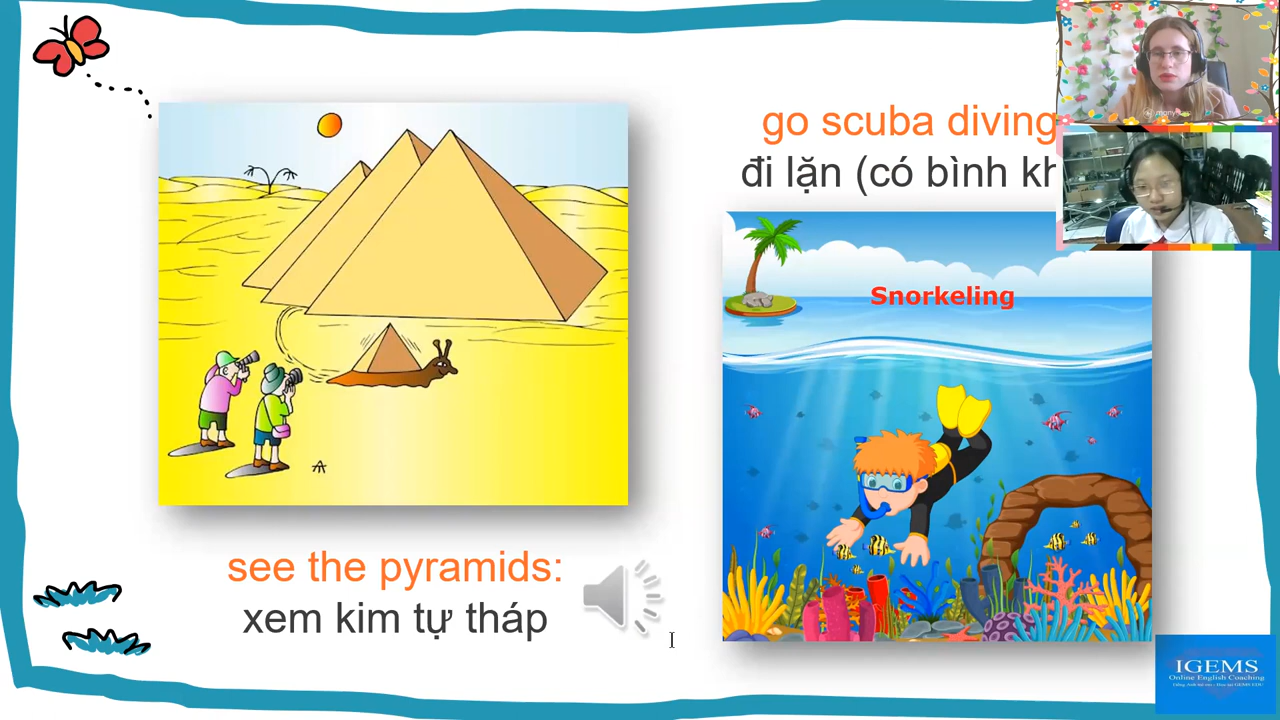 go scuba diving
đi lặn (có bình kh
Snorkeling
see the pyramids:
xem kim tự tháp
IGEMS
Online English Coaching